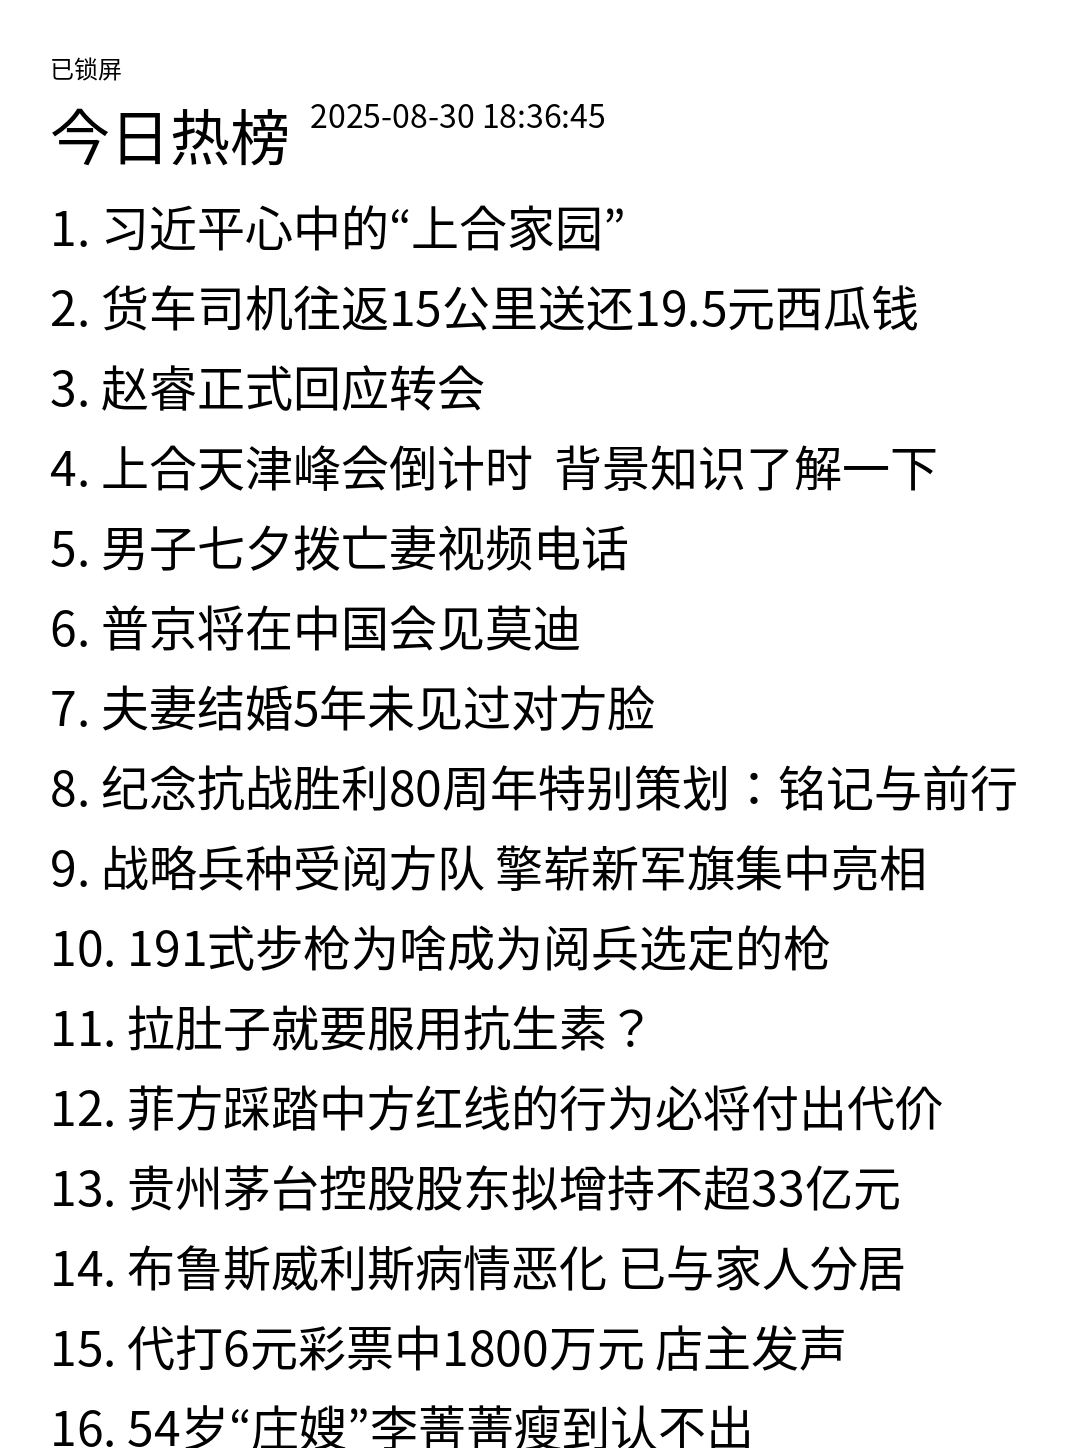 已锁屏
今日热榜 2025-08-30 18:36:45
1. 习近平心中的“上合家园”
2. 货车司机往返15公里送还19.5元西瓜钱
3. 赵睿正式回应转会
4. 上合天津峰会倒计时  背景知识了解一下
5. 男子七夕拨亡妻视频电话
6. 普京将在中国会见莫迪
7. 夫妻结婚5年未见过对方脸
8. 纪念抗战胜利80周年特别策划：铭记与前行
9. 战略兵种受阅方队 擎崭新军旗集中亮相
10. 191式步枪为啥成为阅兵选定的枪
11. 拉肚子就要服用抗生素？
12. 菲方踩踏中方红线的行为必将付出代价
13. 贵州茅台控股股东拟增持不超33亿元
14. 布鲁斯威利斯病情恶化 已与家人分居
15. 代打6元彩票中1800万元 店主发声
16. 54岁“庄嫂”李菁菁瘦到认不出